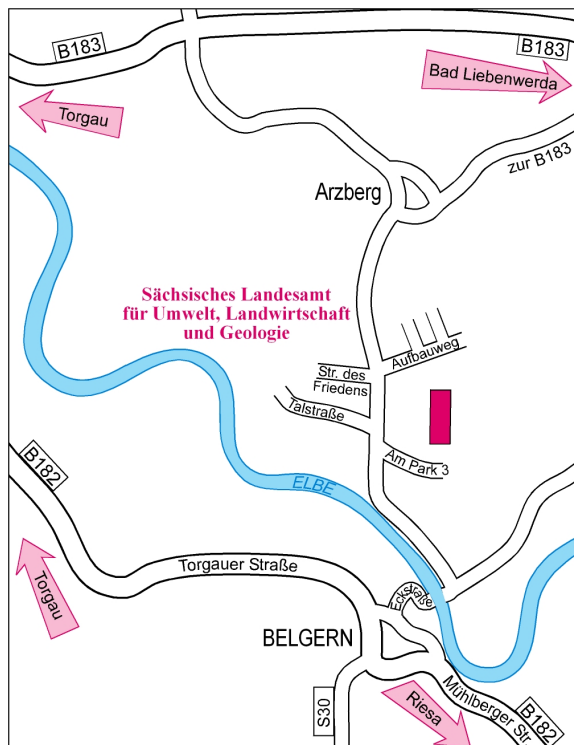 B183
B183
Bad Liebenwerda
Torgau
zur B183
Arzberg
Sächsisches Landesamt
für Umwelt, Landwirtschaft
und Geologie
Aufbauweg
Str. des
Friedens
Talstraße
Am Park 3
B182
ELBE
Torgauer Straße
Eckstraße
Torgau
BELGERN
S30
Riesa
Mühlberger Str.
B182